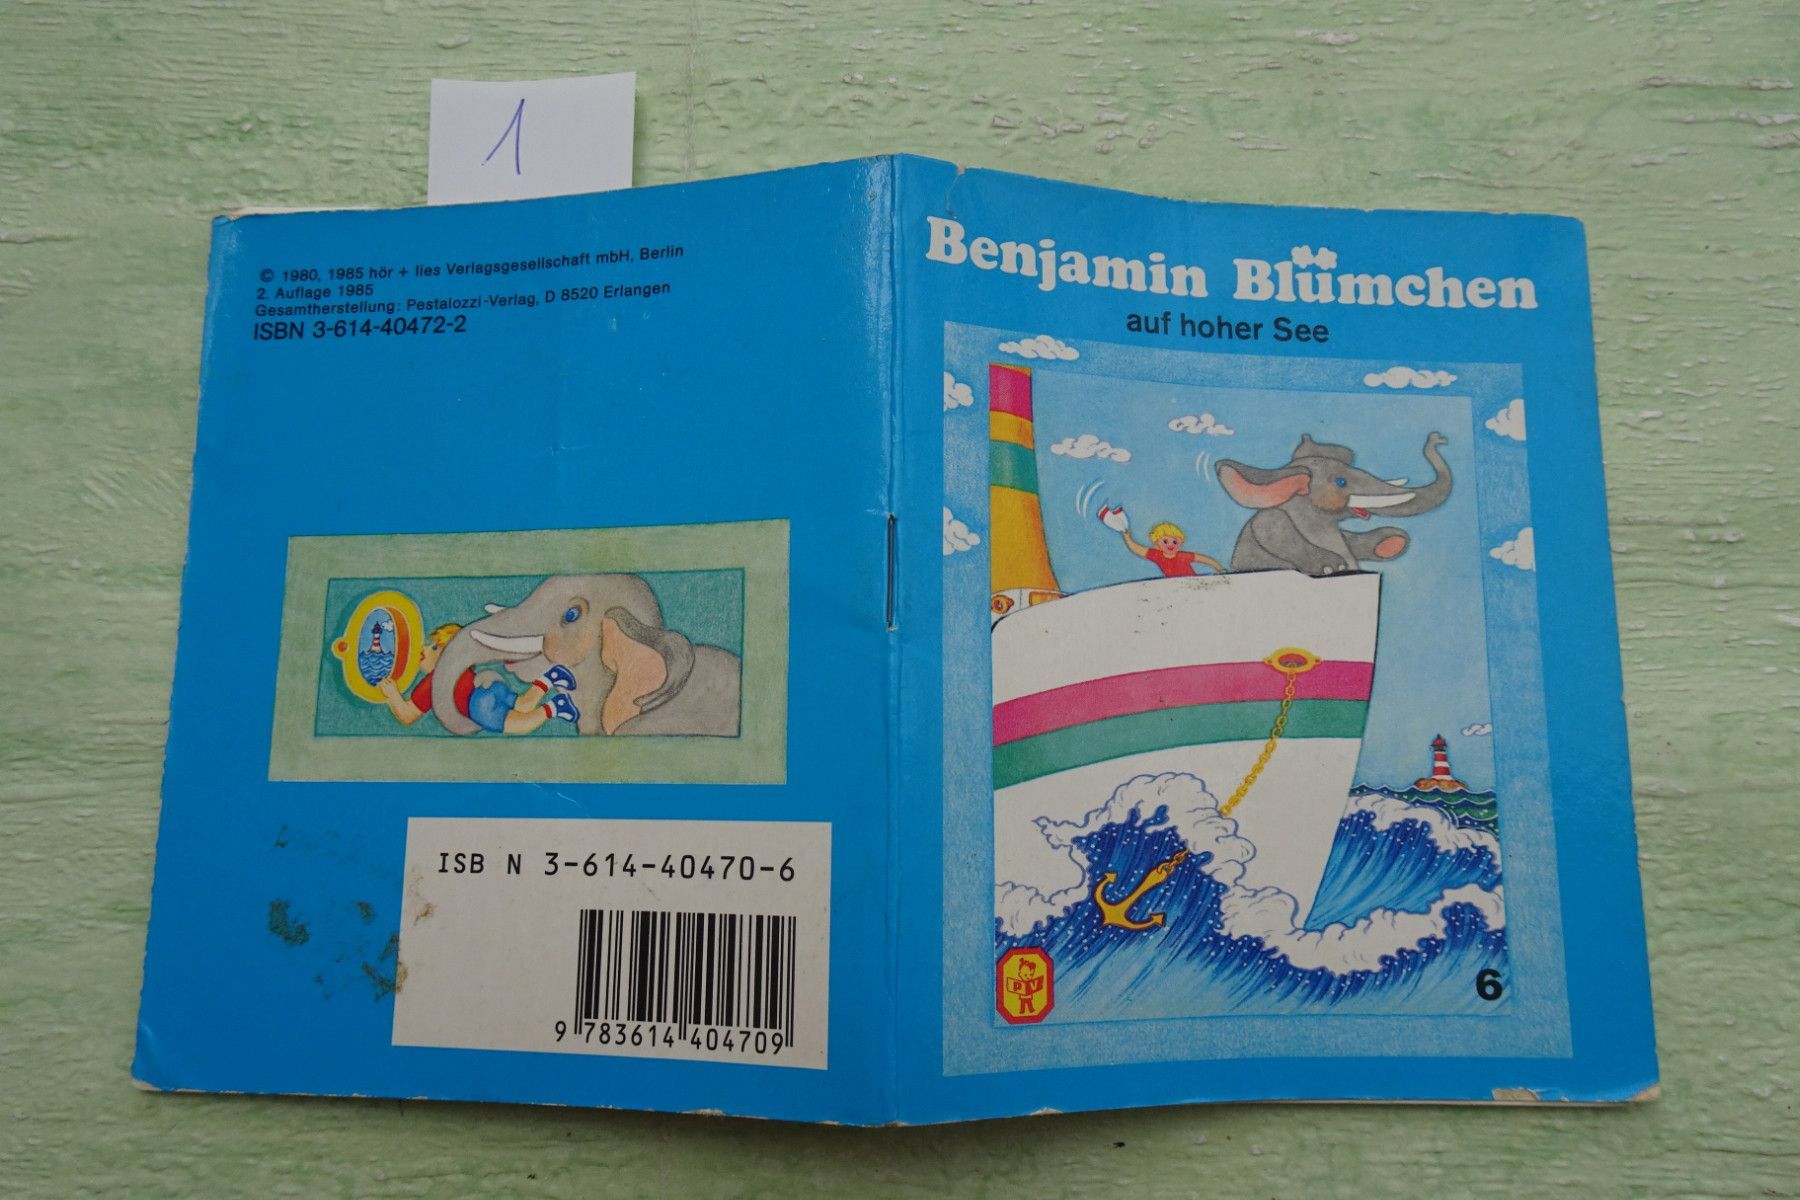 1
© 1980, 1985 hör + lies Verlagsgesellschaft mbH, Berlin
2. Auflage 1985
Gesamtherstellung: Pestalozzi-Verlag, D 8520 Erlangen
ISBN 3-614-40472-2
ISB N 3-614-40470-6
9 783614 404709
Benjamin Blümchen
auf hoher See
PV
6